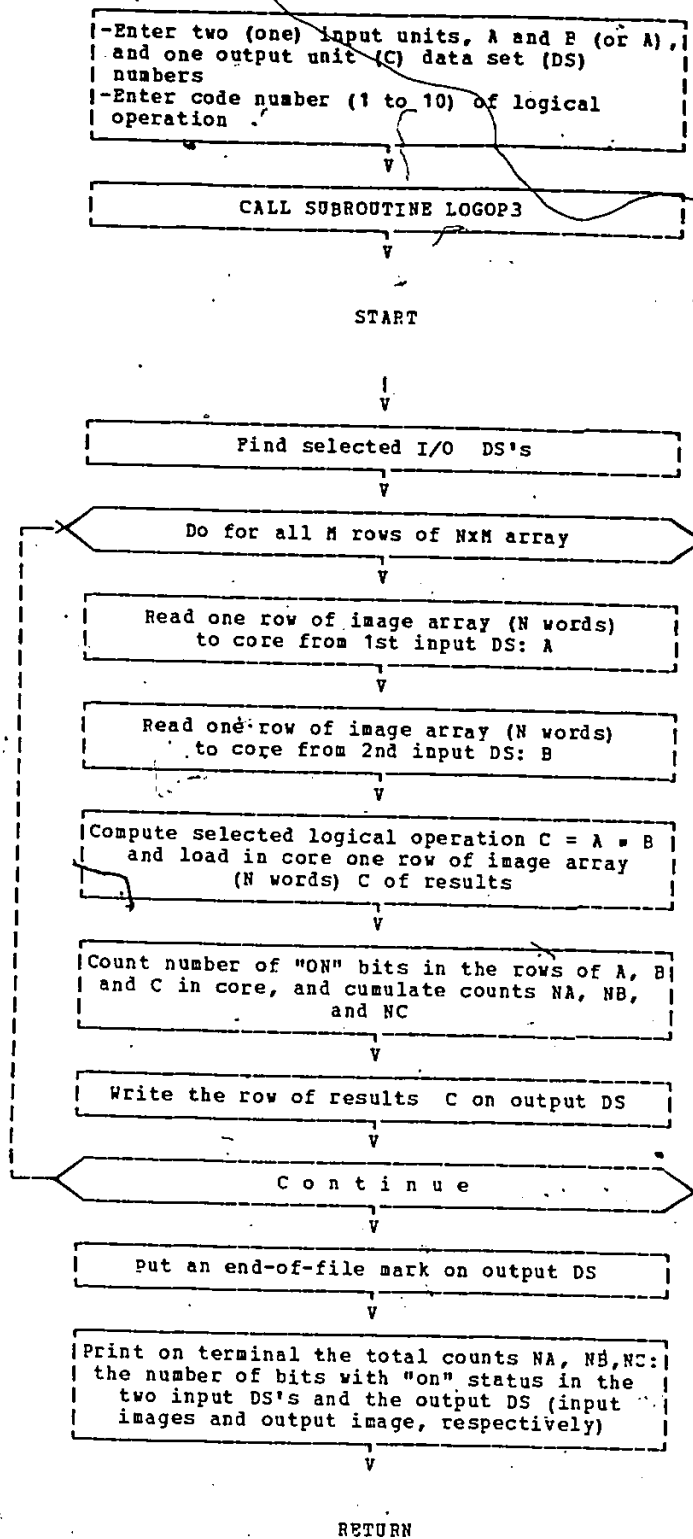 -Enter two (one) input units, A and B (or A),
and one output unit (C) data set (DS)
numbers
-Enter code number (1 to 10) of logical
operation
V
CALL SUBROUTINE LOGOP3
V
START
V
Find selected I/O DS's
V
Do for all M rows of NxM array
V
Read one row of image array (N words)
to core from 1st input DS: A
V
Read one row of image array (N words)
to core from 2nd input DS: B
V
Compute selected logical operation C = A * B
and load in core one row of image array
(N words) C of results
V
Count number of "ON" bits in the rows of A, B
and C in core, and cumulate counts NA, NB,
and NC
V
Write the row of results C on output DS
V
C o n t i n u e
V
Put an end-of-file mark on output DS
V
Print on terminal the total counts NA, NB,NC:
the number of bits with "on" status in the
two input DS's and the output DS (input
images and output image, respectively)
V
RETURN